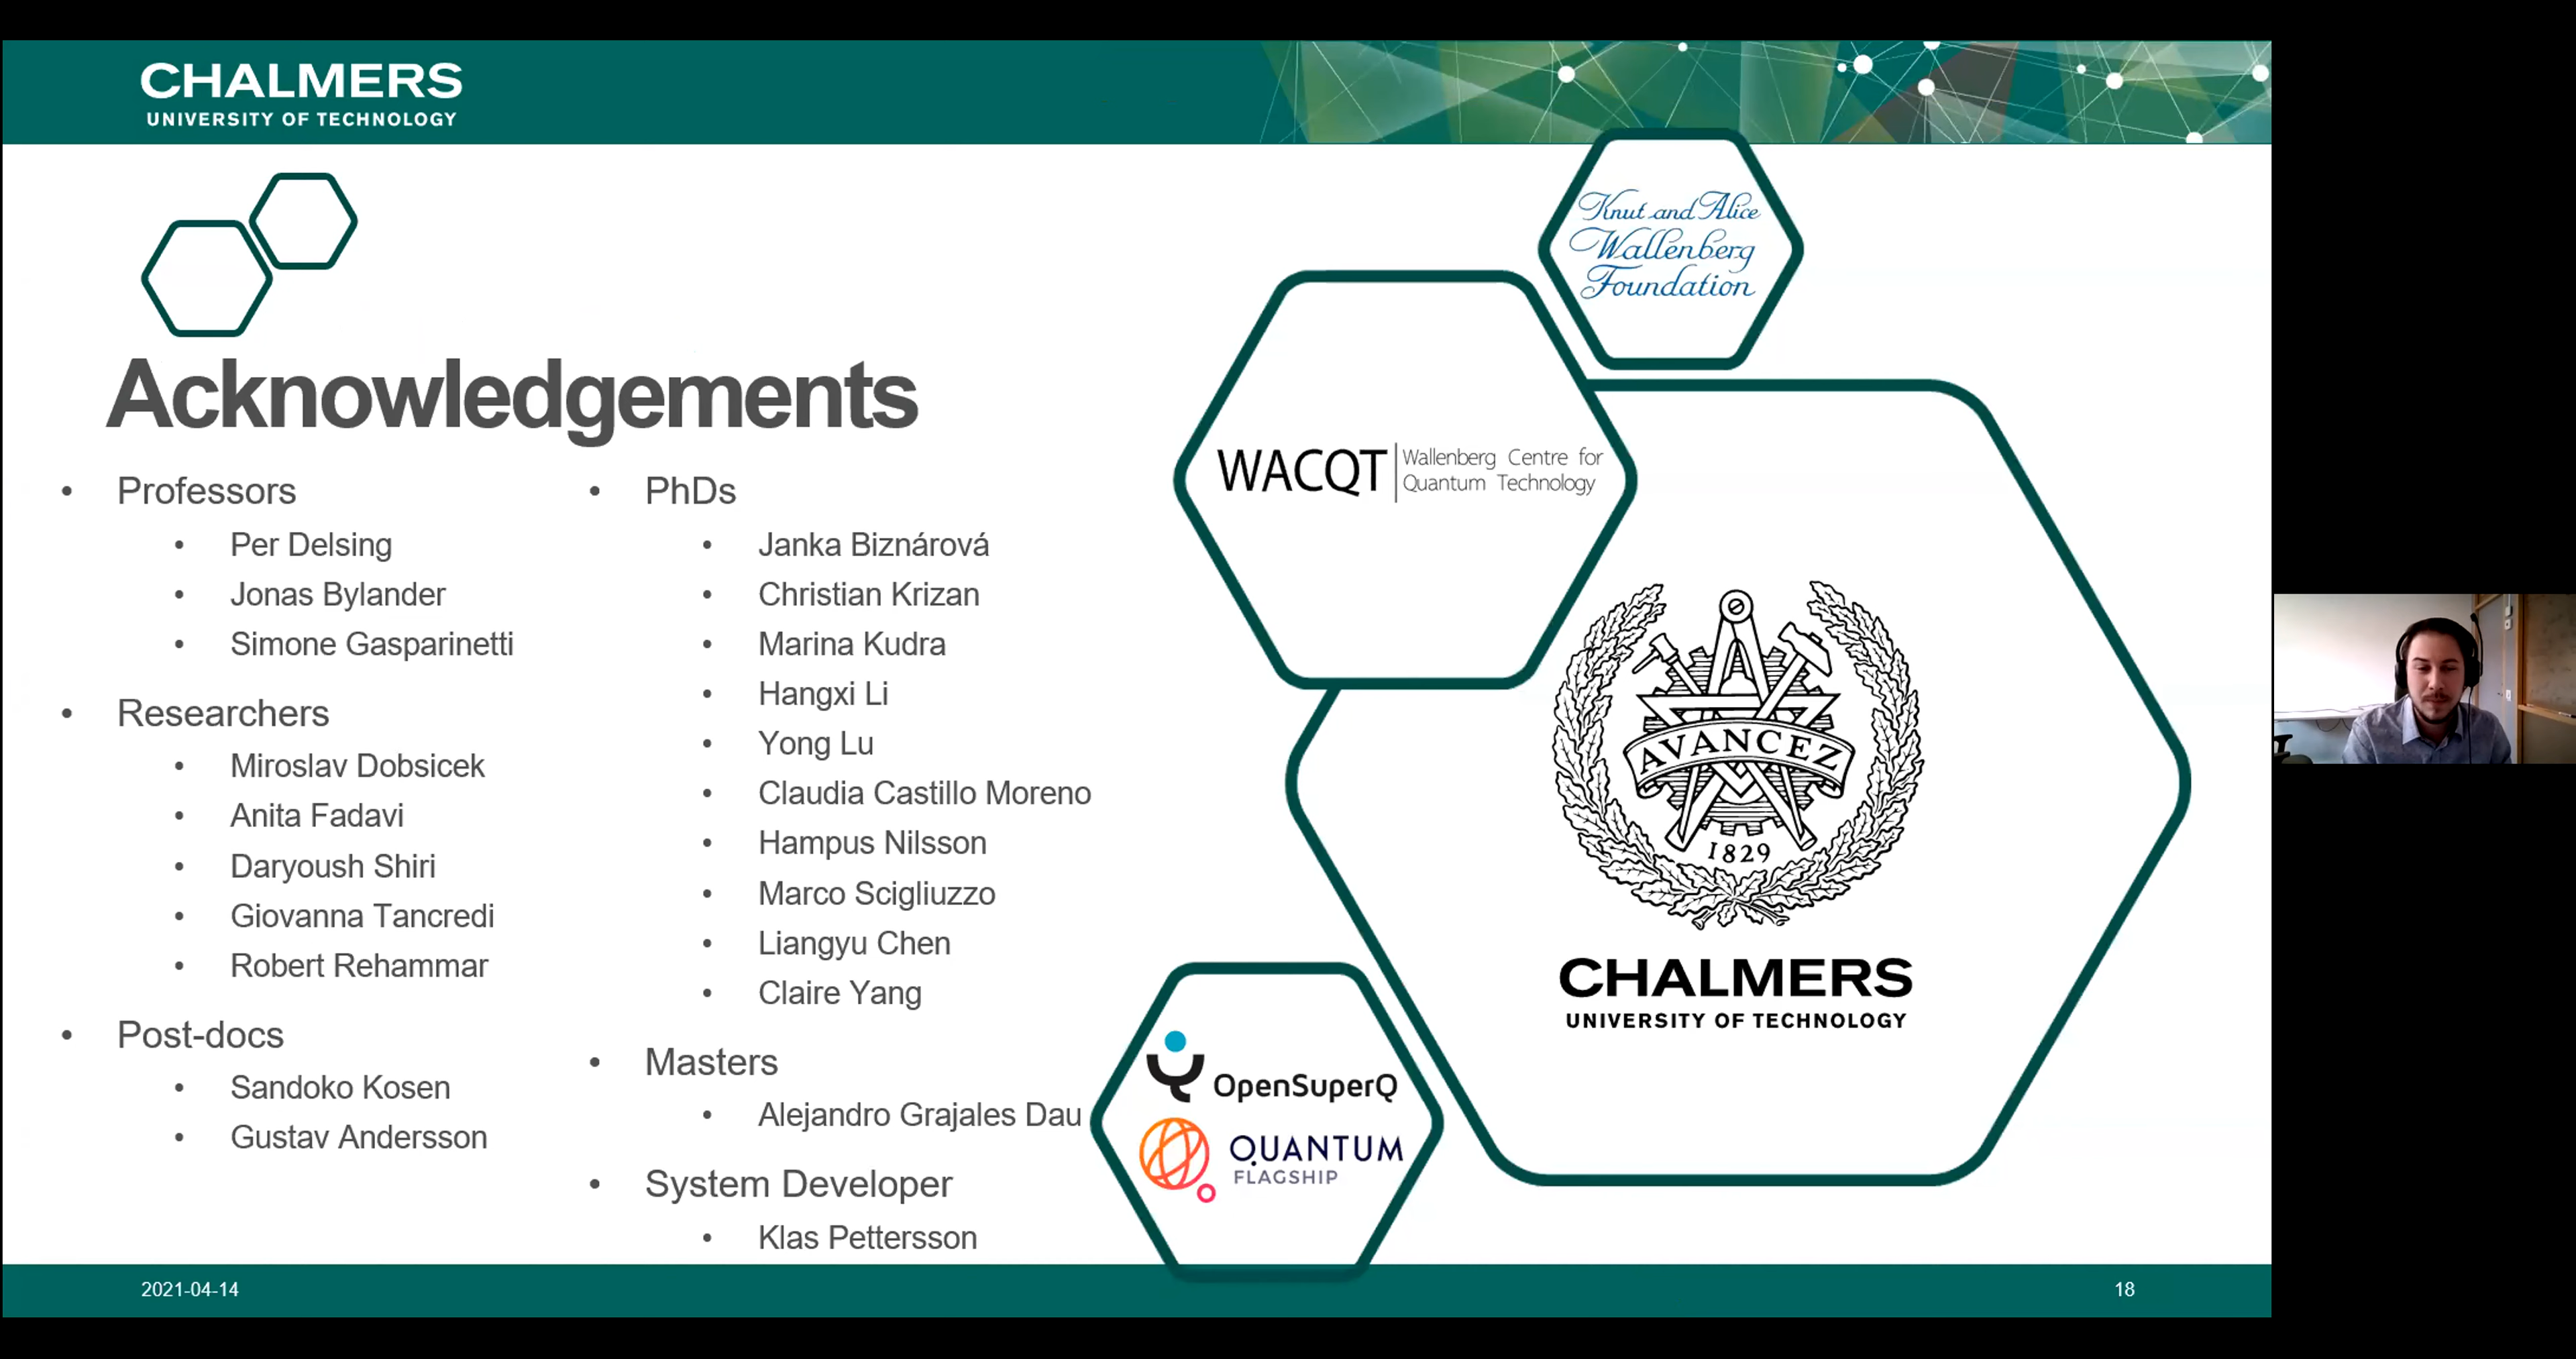 CHALMERS
UNIVERSITY OF TECHNOLOGY
Acknowledgements
• Professors
• Per Delsing
• Jonas Bylander
• Simone Gasparinetti
• Researchers
• Miroslav Dobsicek
• Anita Fadavi
• Daryoush Shiri
• Giovanna Tancredi
• Robert Rehammar
• Post-docs
• Sandoko Kosen
• Gustav Andersson
• PhDs
• Janka Biznárová
• Christian Krizan
• Marina Kudra
• Hangxi Li
• Yong Lu
• Claudia Castillo Moreno
• Hampus Nilsson
• Marco Scigliuzzo
• Liangyu Chen
• Claire Yang
• Masters
• Alejandro Grajales Dau
• System Developer
• Klas Pettersson
Knut and Alice
Wallenberg
Foundation
WACQT
Wallenberg Centre for
Quantum Technology
AVANCEZ
1829
CHALMERS
UNIVERSITY OF TECHNOLOGY
OpenSuperQ
QUANTUM
FLAGSHIP
2021-04-14
18